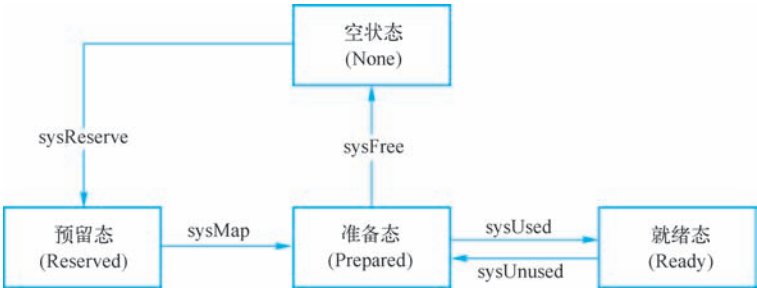 空状态
(None)
sysReserve
sysFree
预留态
(Reserved)
sysMap
准备态
(Prepared)
sysUsed
sysUnused
就绪态
(Ready)